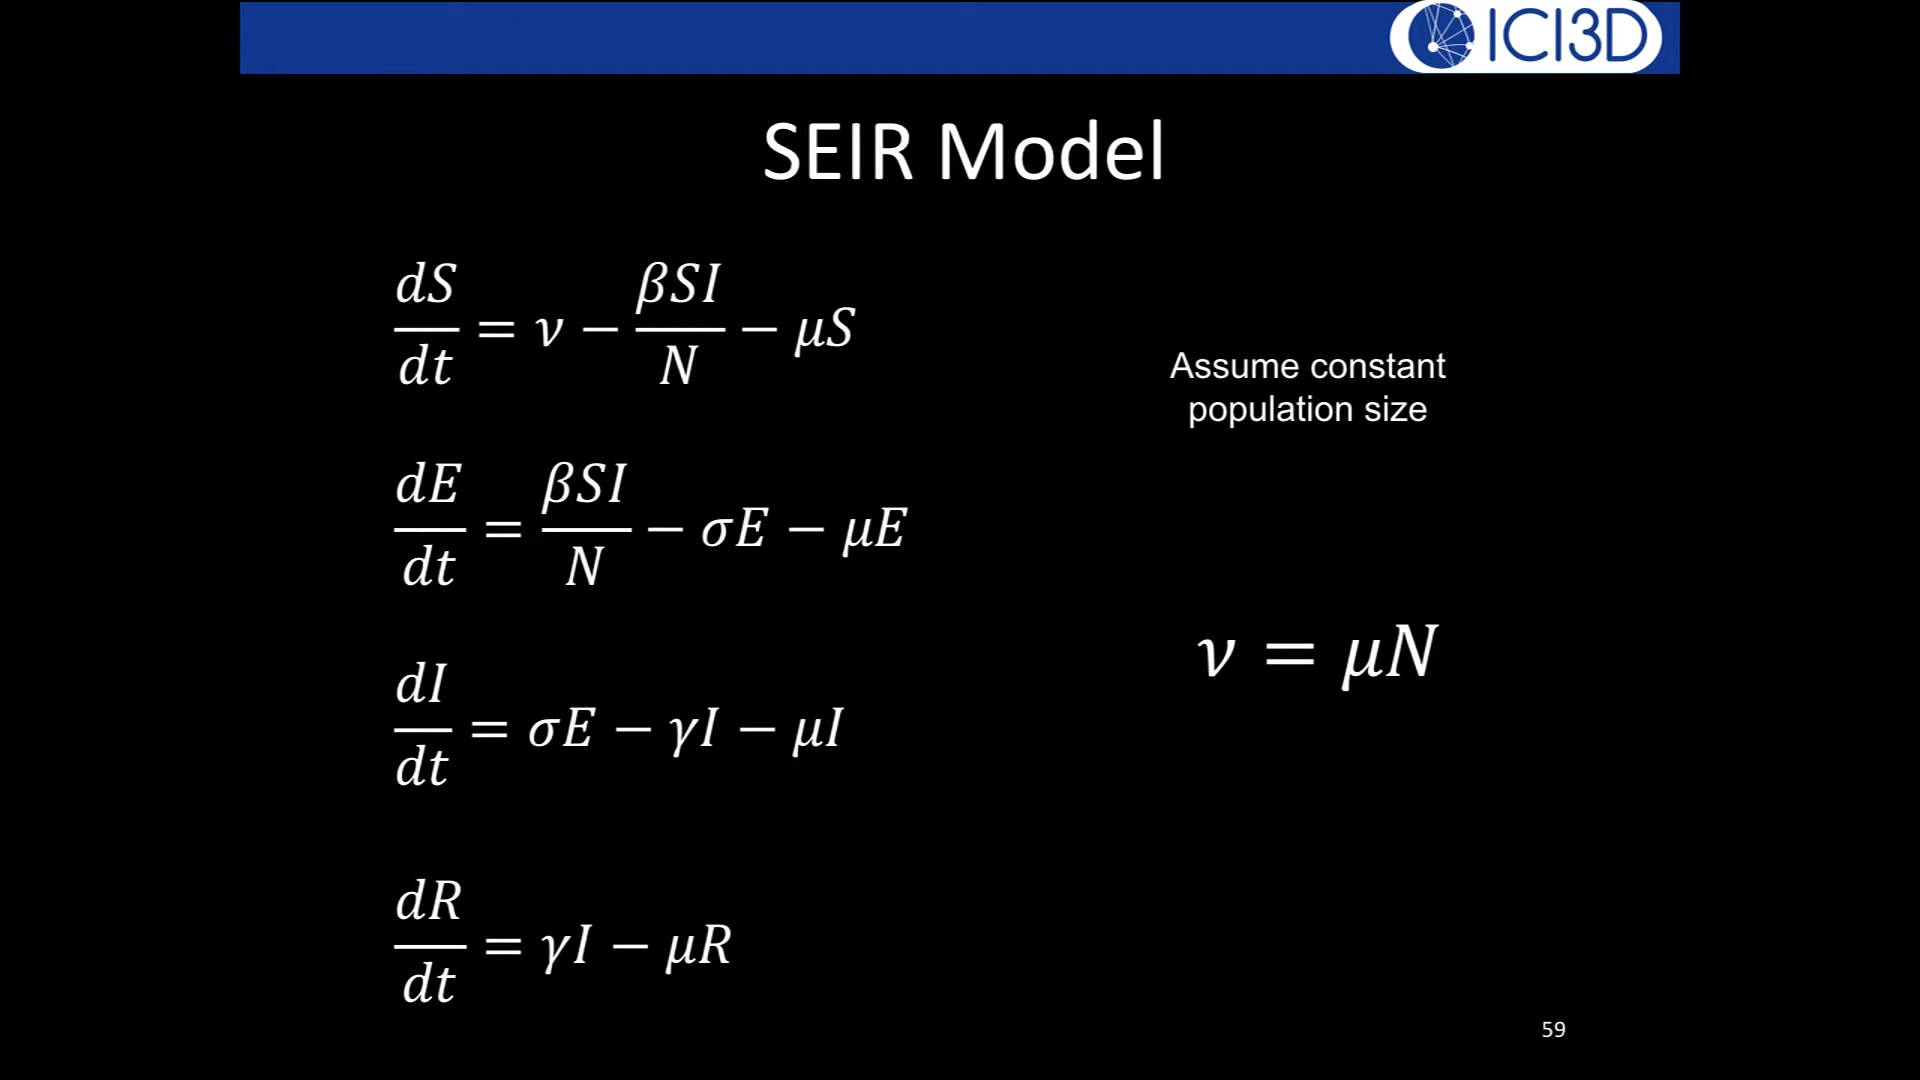 ICI3D
SEIR Model
dS/dt = ν − βSI/N − μS
Assume constant
population size
dE/dt = βSI/N − σE − μE
ν = μN
dI/dt = σE − γI − μI
dR/dt = γI − μR
59